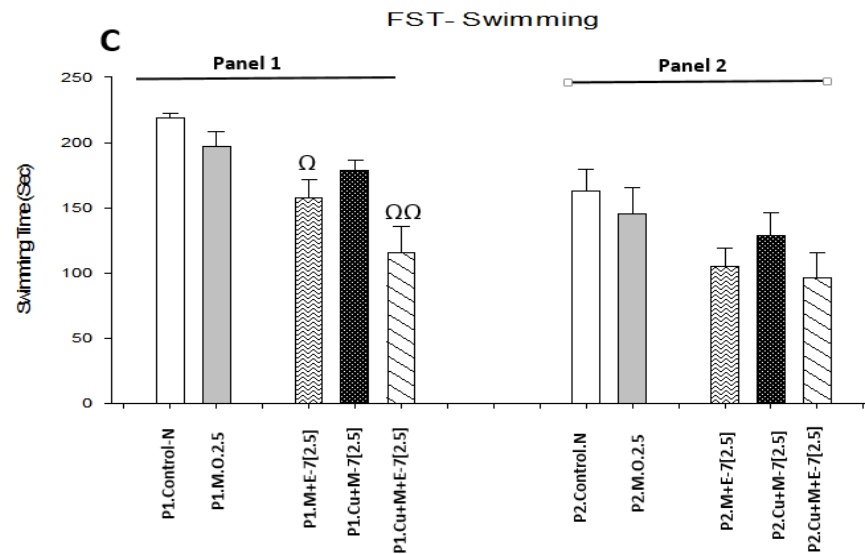 FST- Swimming
C
Panel 1
Panel 2
Swimming Time (Sec)
250
200
150
100
50
0
Ω
ΩΩ
P1.Control-N
P1.M.O.2.5
P1.M+E-7[2.5]
P1.Cu+M-7[2.5]
P1.Cu+M+E-7[2.5]
P2.Control.N
P2.M.O.2.5
P2.M+E-7[2.5]
P2.Cu+M-7[2.5]
P2.Cu+M+E-7[2.5]